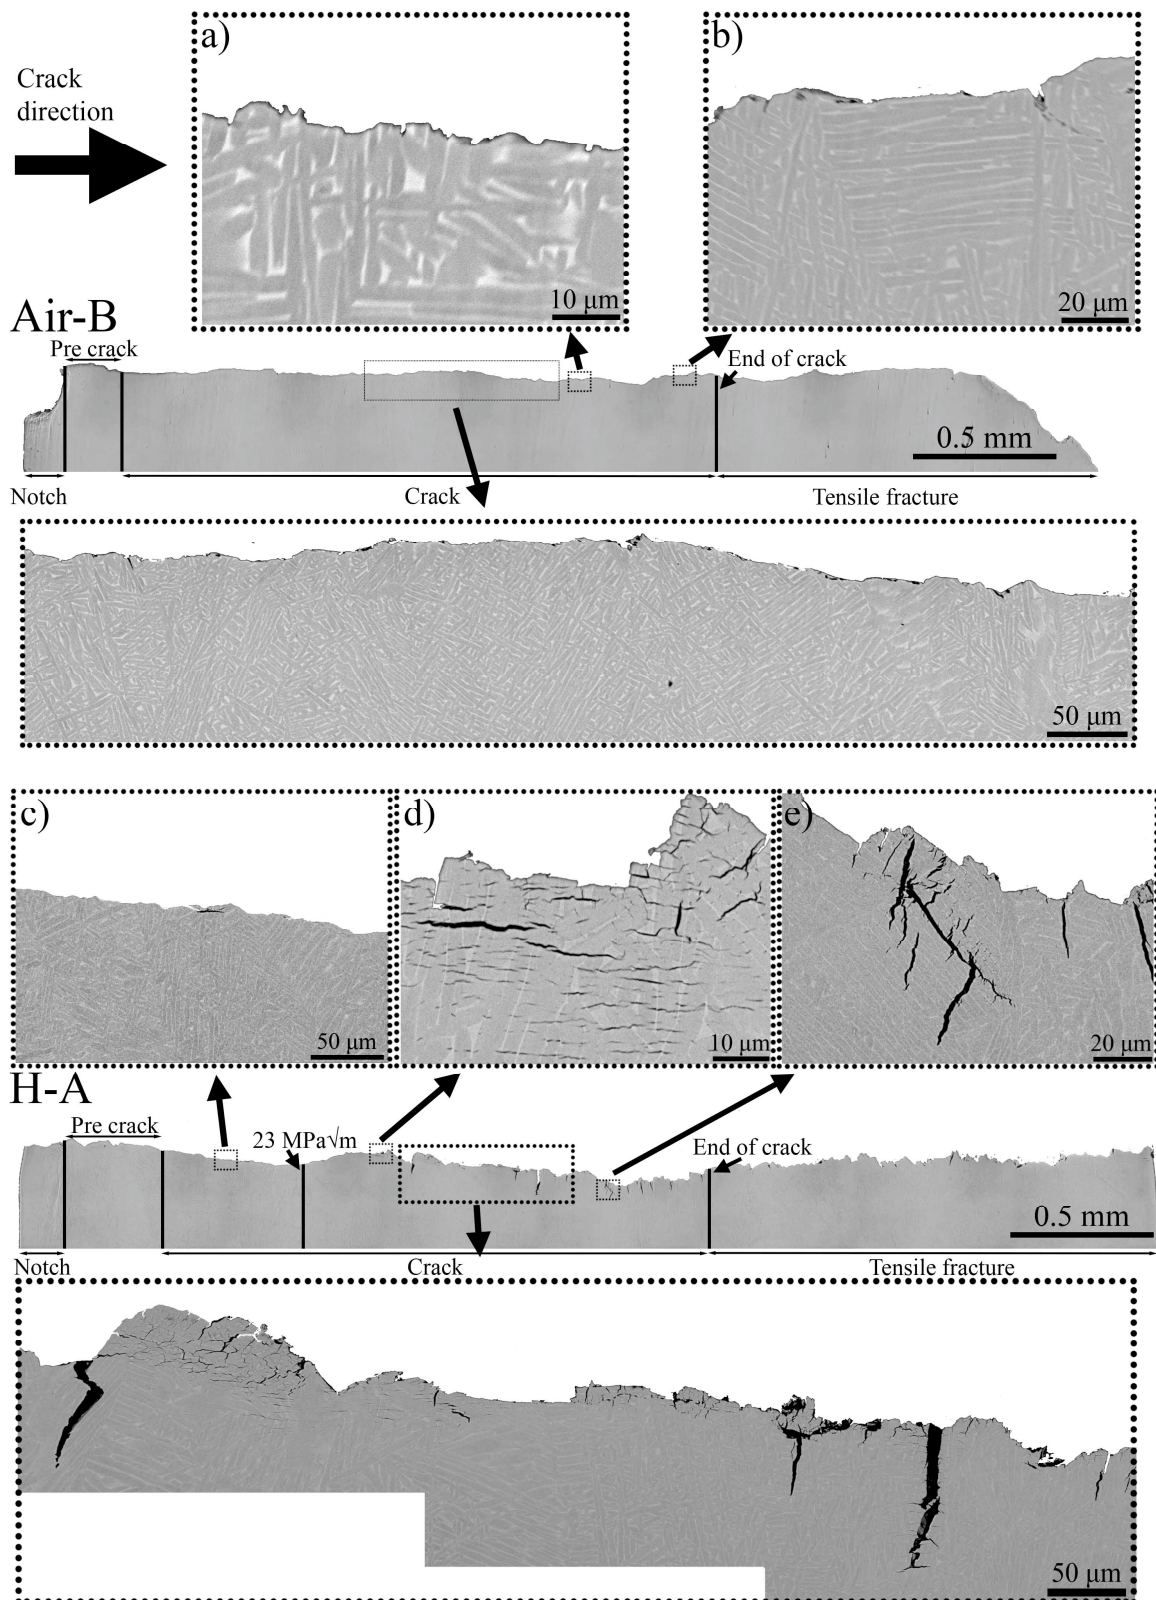 a)
b)
Crack
direction
10 μm
20 μm
Air-B
Pre crack
End of crack
0.5 mm
Notch
Crack
Tensile fracture
50 μm
c)
d)
e)
50 μm
10 μm
20 μm
H-A
Pre crack
23 MPa√m
End of crack
0.5 mm
Notch
Crack
Tensile fracture
50 μm